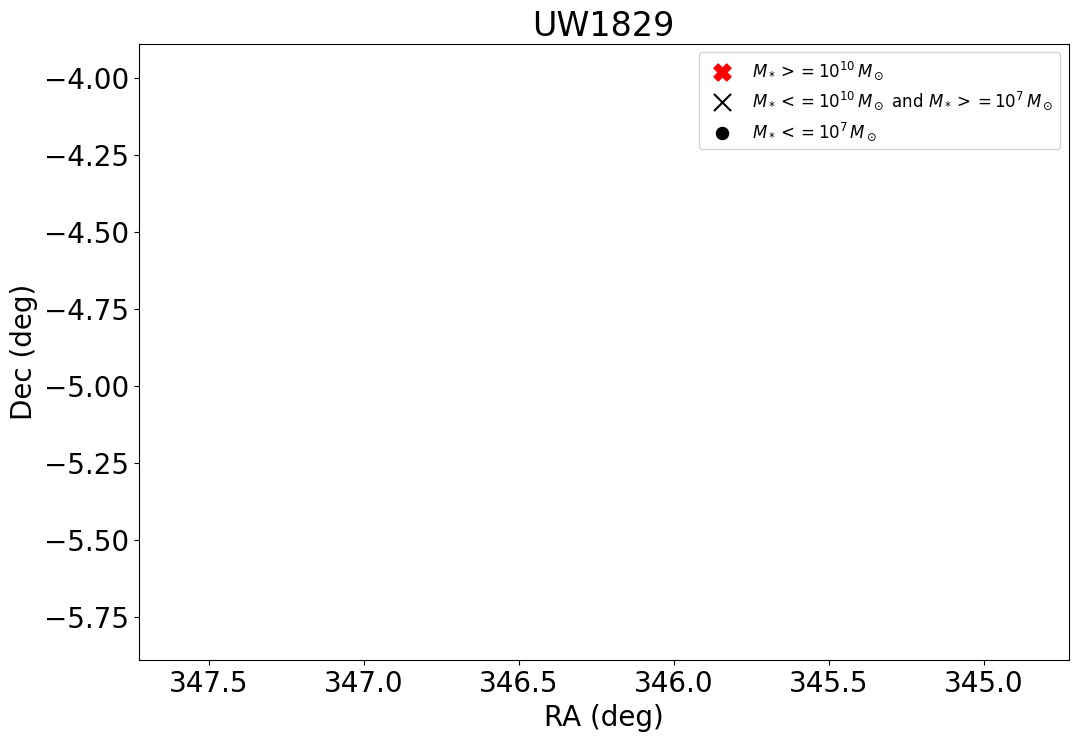 UW1829
M* >= 10^10 M⊙
M* <= 10^10 M⊙ and M* >= 10^7 M⊙
M* <= 10^7 M⊙
−4.00
−4.25
−4.50
−4.75
−5.00
−5.25
−5.50
−5.75
Dec (deg)
347.5 347.0 346.5 346.0 345.5 345.0
RA (deg)